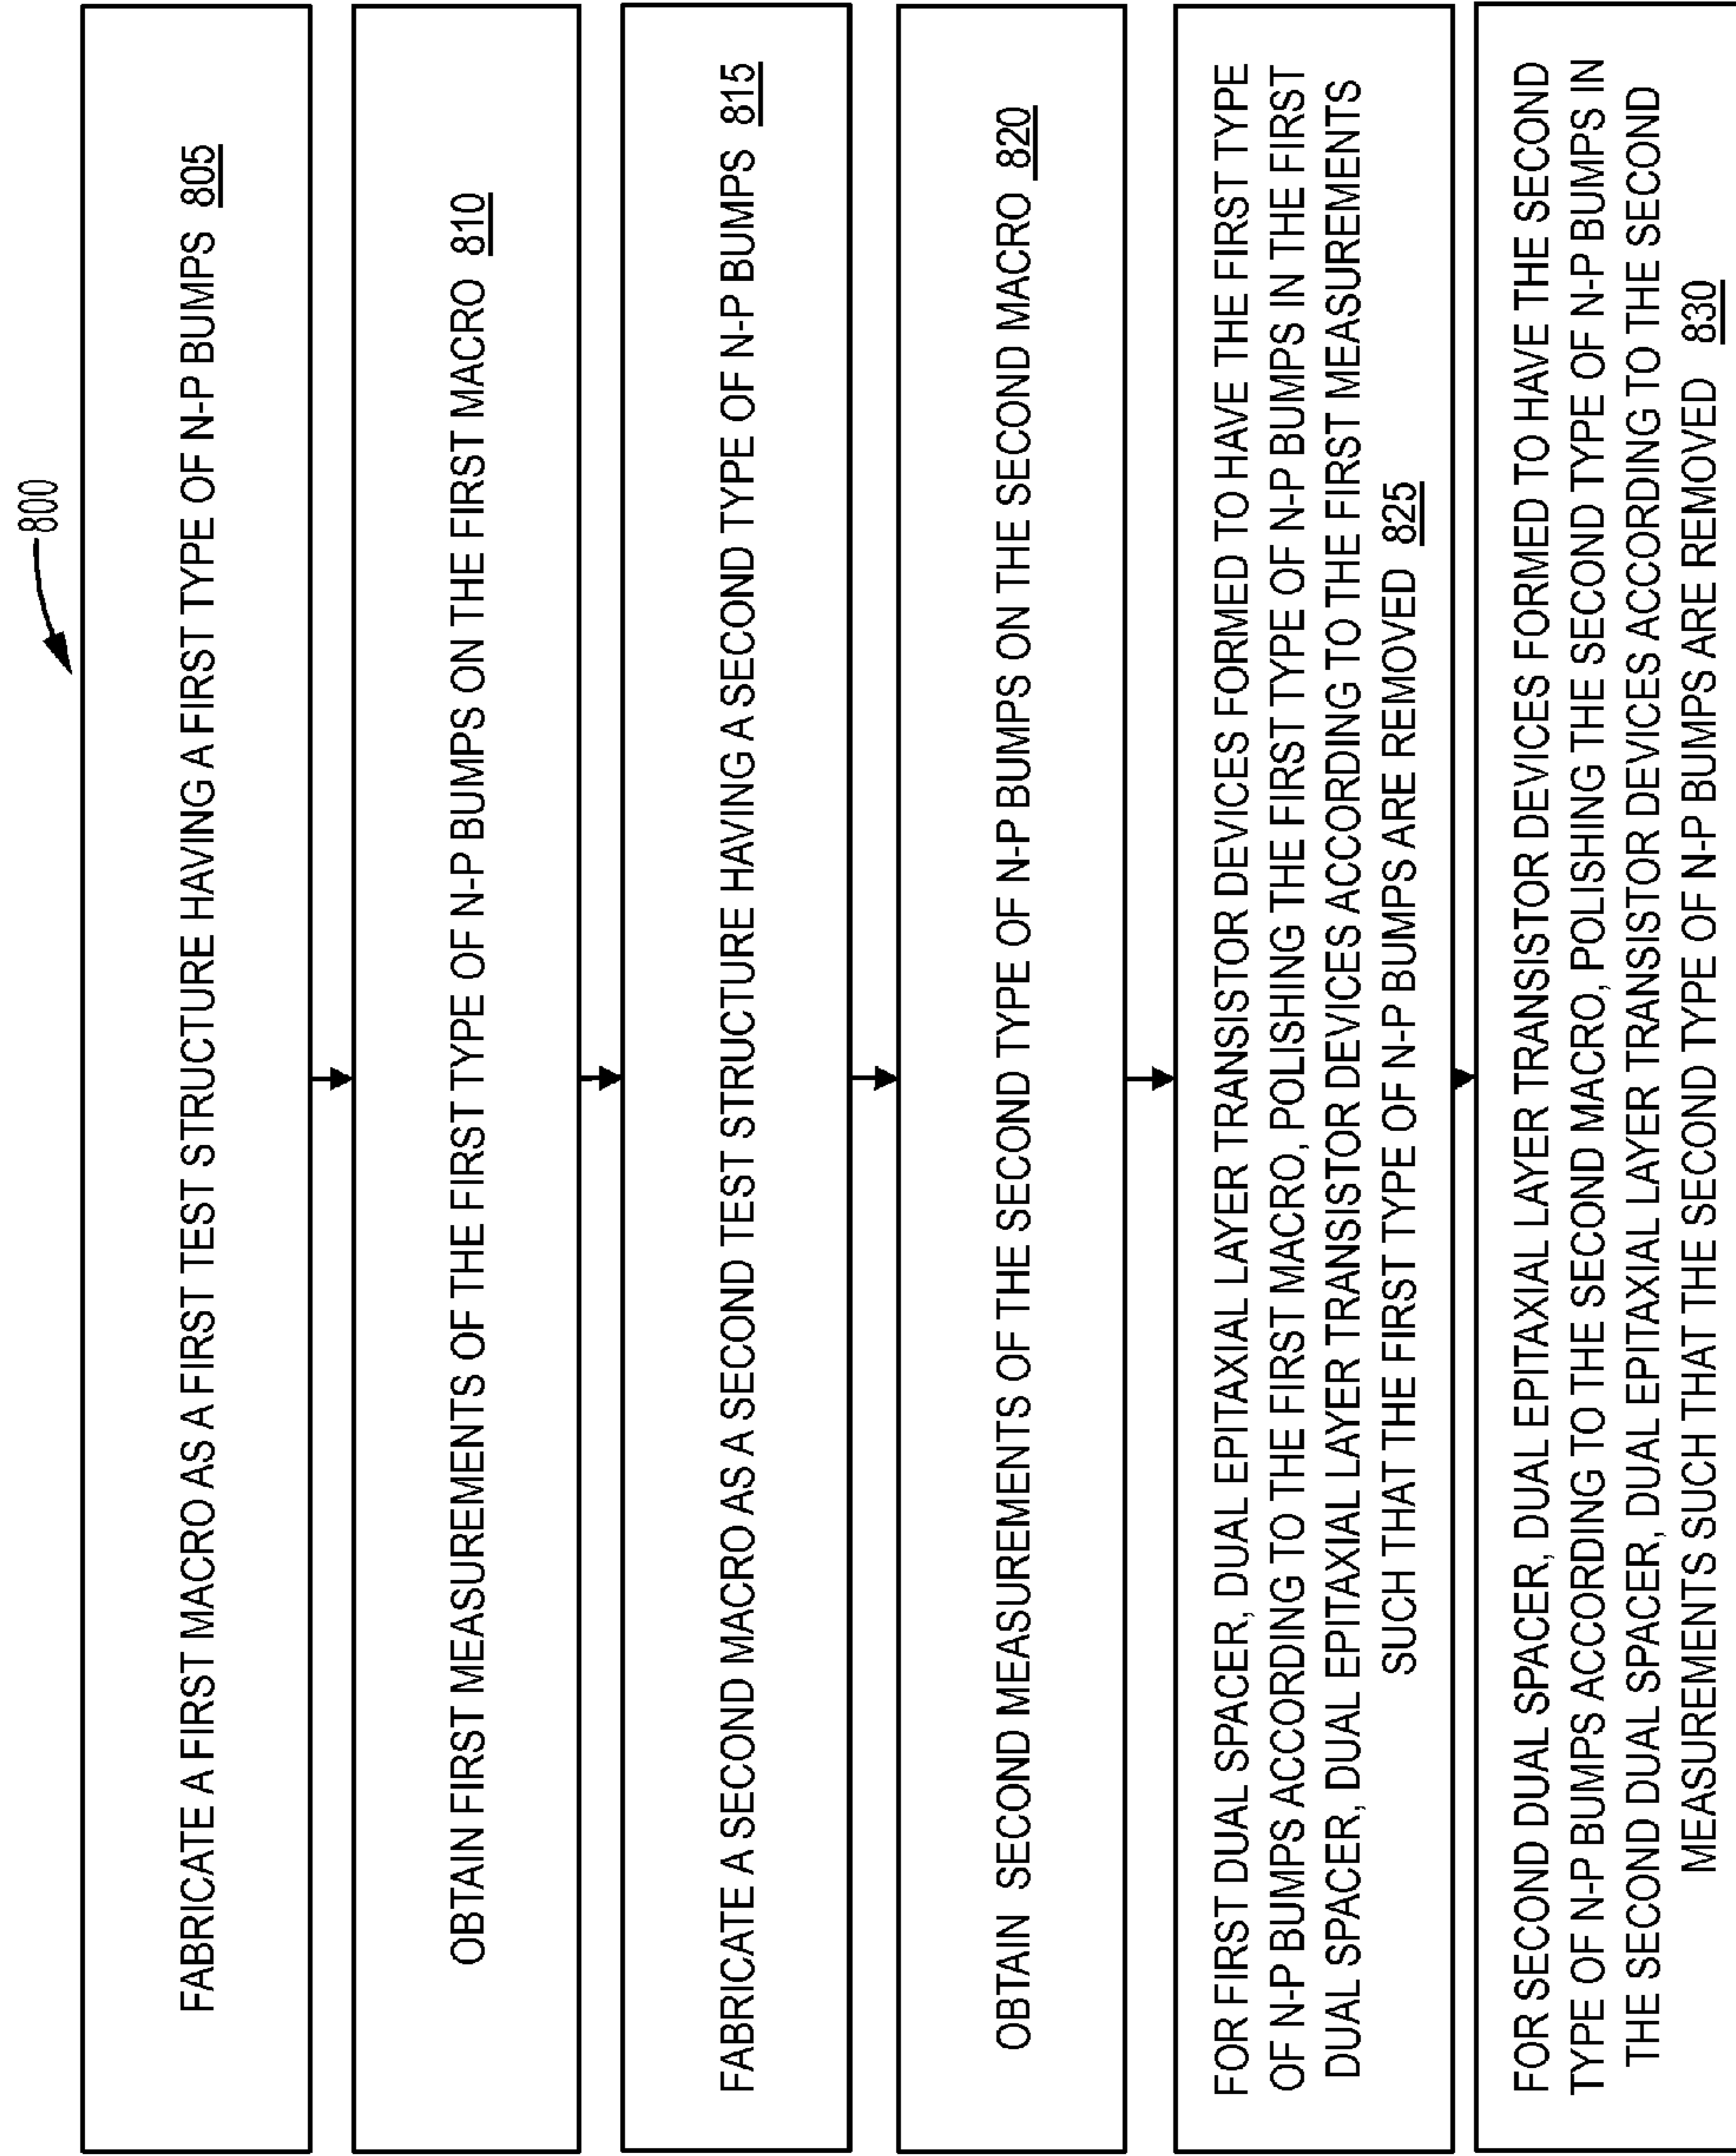 800
FABRICATE A FIRST MACRO AS A FIRST TEST STRUCTURE HAVING A FIRST TYPE OF N-P BUMPS 805
OBTAIN FIRST MEASUREMENTS OF THE FIRST TYPE OF N-P BUMPS ON THE FIRST MACRO 810
FABRICATE A SECOND MACRO AS A SECOND TEST STRUCTURE HAVING A SECOND TYPE OF N-P BUMPS 815
OBTAIN SECOND MEASUREMENTS OF THE SECOND TYPE OF N-P BUMPS ON THE SECOND MACRO 820
FOR FIRST DUAL SPACER, DUAL EPITAXIAL LAYER TRANSISTOR DEVICES FORMED TO HAVE THE FIRST TYPE
OF N-P BUMPS ACCORDING TO THE FIRST MACRO, POLISHING THE FIRST TYPE OF N-P BUMPS IN THE FIRST
DUAL SPACER, DUAL EPITAXIAL LAYER TRANSISTOR DEVICES ACCORDING TO THE FIRST MEASUREMENTS
SUCH THAT THE FIRST TYPE OF N-P BUMPS ARE REMOVED 825
FOR SECOND DUAL SPACER, DUAL EPITAXIAL LAYER TRANSISTOR DEVICES FORMED TO HAVE THE SECOND
TYPE OF N-P BUMPS ACCORDING TO THE SECOND MACRO, POLISHING THE SECOND TYPE OF N-P BUMPS IN
THE SECOND DUAL SPACER, DUAL EPITAXIAL LAYER TRANSISTOR DEVICES ACCORDING TO THE SECOND
MEASUREMENTS SUCH THAT THE SECOND TYPE OF N-P BUMPS ARE REMOVED 830